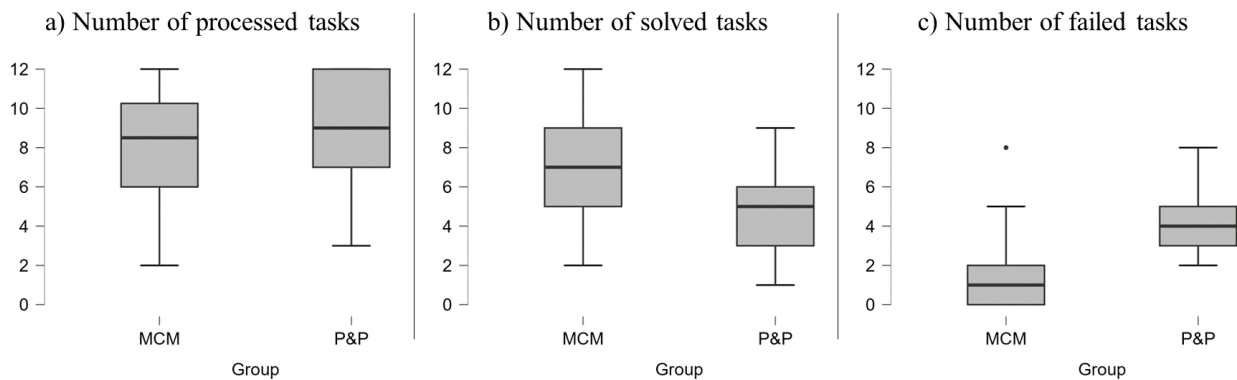 a) Number of processed tasks
12
10
8
6
4
2
0
MCM
P&P
Group
b) Number of solved tasks
12
10
8
6
4
2
0
MCM
P&P
Group
c) Number of failed tasks
12
10
8
6
4
2
0
MCM
P&P
Group